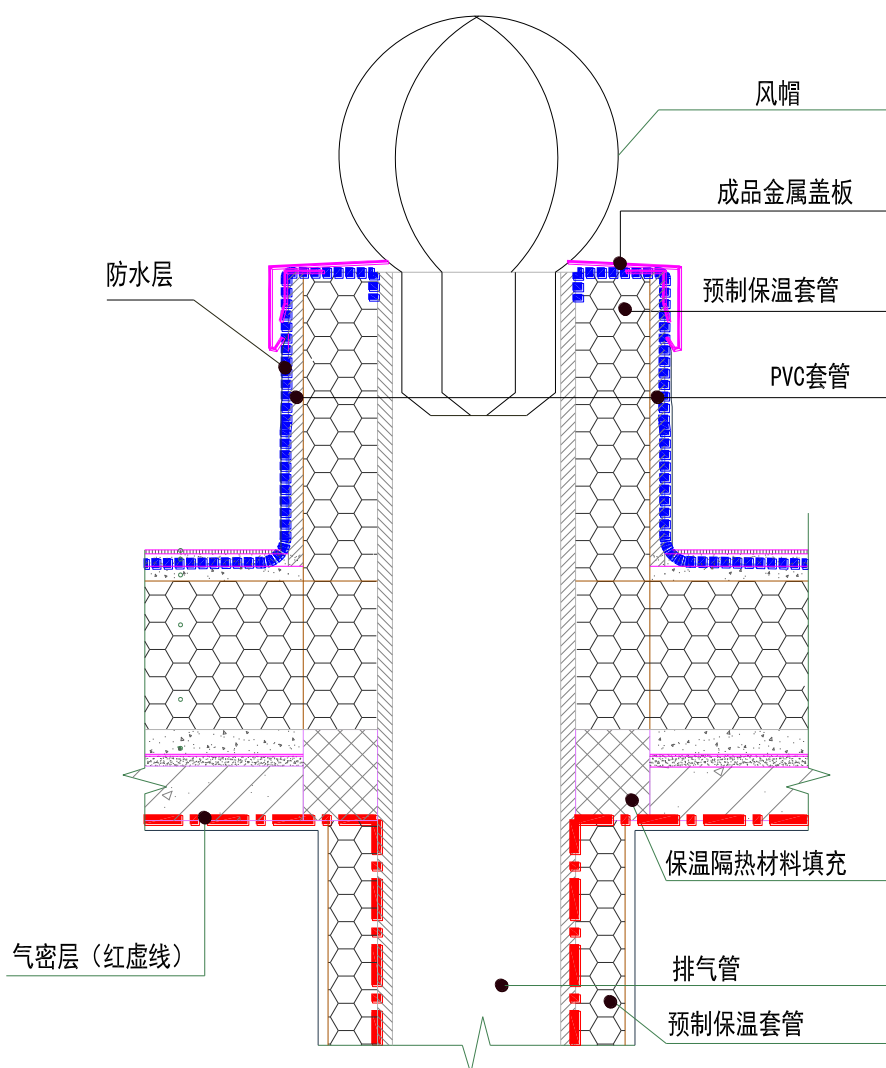 风帽
成品金属盖板
防水层
预制保温套管
PVC套管
保温隔热材料填充
气密层（红虚线）
排气管
预制保温套管